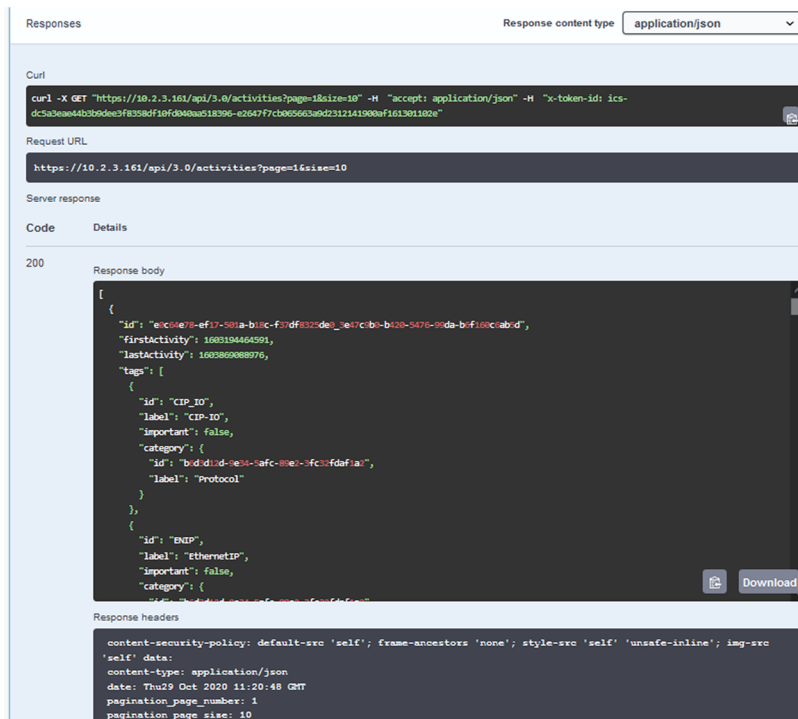 Responses
Response content type
application/json
Curl
curl -X GET "https://10.2.3.161/api/3.0/activities?page=1&size=10" -H  "accept: application/json" -H  "x-token-id: ics-
dc5a3eae44b3b9dee3f8358df10fd040aa518396-e2647f7cb065663a9d2312141900af161301102e"
Request URL
https://10.2.3.161/api/3.0/activities?page=1&size=10
Server response
Code
Details
200
Response body
[
{
"id": "e0c64e78-ef17-501a-b18c-f37df8325de0_3e47c9b0-b420-5476-99da-b6f160c6ab5d",
"firstActivity": 1603194464591,
"lastActivity": 1603869088976,
"tags": [
{
"id": "CIP_IO",
"label": "CIP-IO",
"important": false,
"category": {
"id": "b6d3d12d-9e34-5afc-89e2-3fc32fdaf1a2",
"label": "Protocol"
}
},
{
"id": "ENIP",
"label": "EthernetIP",
"important": false,
"category": {
Download
Response headers
content-security-policy: default-src 'self'; frame-ancestors 'none'; style-src 'self' 'unsafe-inline'; img-src
'self' data:
content-type: application/json
date: Thu29 Oct 2020 11:20:48 GMT
pagination_page_number: 1
pagination_page_size: 10